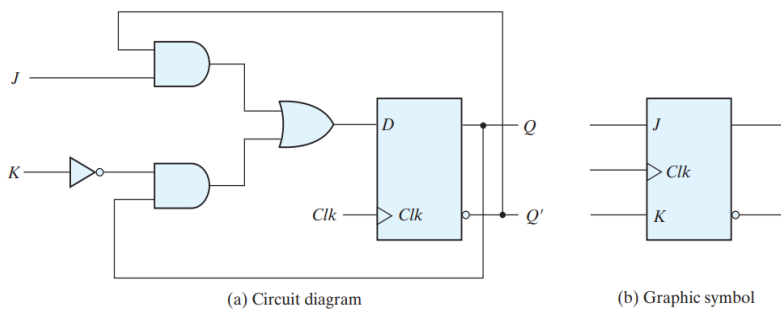 J
K
D
Q
Clk
Clk
Q'
(a) Circuit diagram
J
Clk
K
(b) Graphic symbol